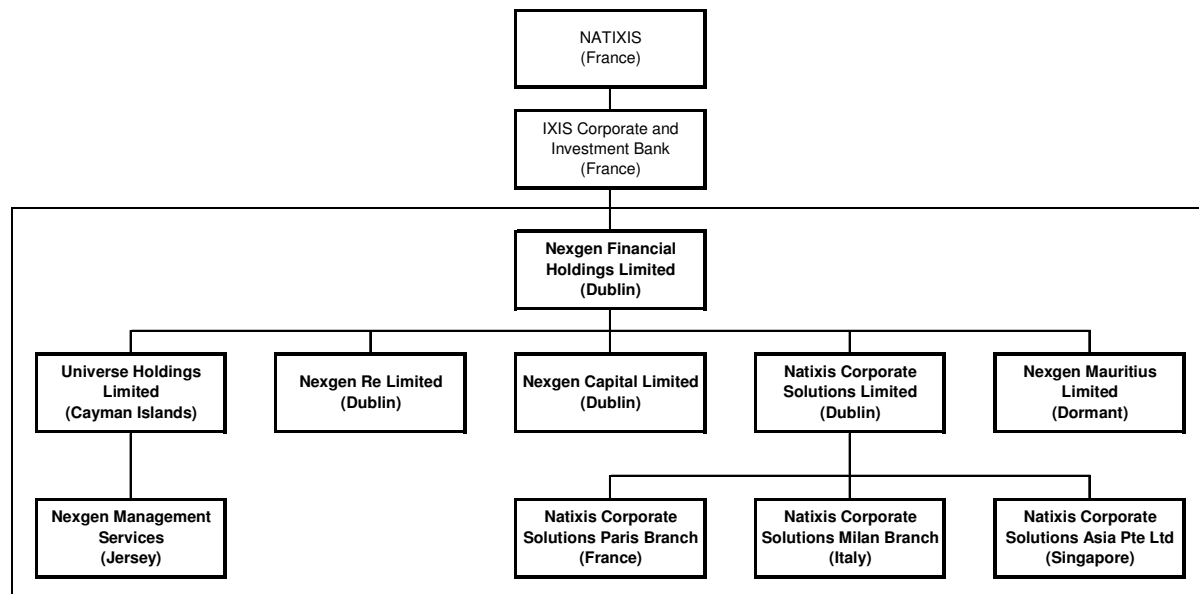 NATIXIS
(France)
IXIS Corporate and
Investment Bank
(France)
Nexgen Financial
Holdings Limited
(Dublin)
Universe Holdings
Limited
(Cayman Islands)
Nexgen Re Limited
(Dublin)
Nexgen Capital Limited
(Dublin)
Natixis Corporate
Solutions Limited
(Dublin)
Nexgen Mauritius
Limited
(Dormant)
Nexgen Management
Services
(Jersey)
Natixis Corporate
Solutions Paris Branch
(France)
Natixis Corporate
Solutions Milan Branch
(Italy)
Natixis Corporate
Solutions Asia Pte Ltd
(Singapore)